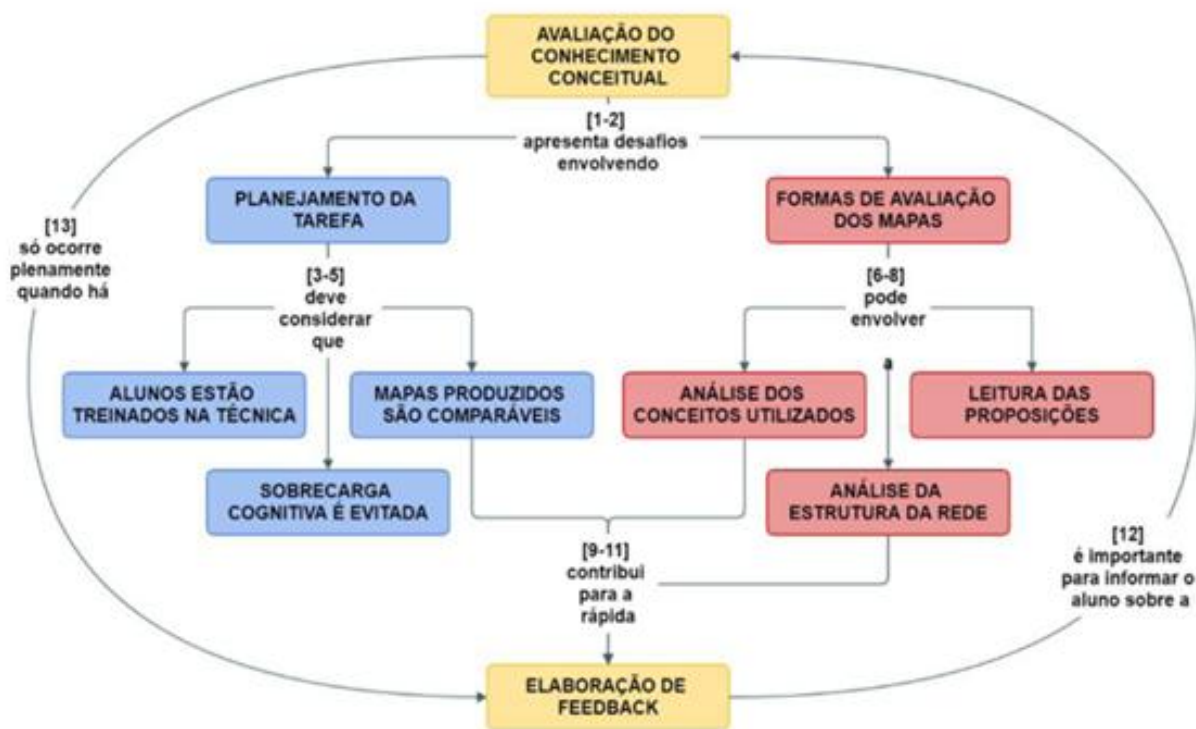 AVALIAÇÃO DO
CONHECIMENTO
CONCEITUAL
[1-2]
apresenta desafios
envolvendo
PLANEJAMENTO DA
TAREFA
FORMAS DE AVALIAÇÃO
DOS MAPAS
[13]
só ocorre
plenamente
quando há
[3-5]
deve
considerar
que
[6-8]
pode
envolver
a
ALUNOS ESTÃO
TREINADOS NA TÉCNICA
MAPAS PRODUZIDOS
SÃO COMPARÁVEIS
ANÁLISE DOS
CONCEITOS UTILIZADOS
LEITURA DAS
PROPOSIÇÕES
SOBRECARGA
COGNITIVA É EVITADA
ANÁLISE DA
ESTRUTURA DA REDE
[9-11]
contribui
para a
rápida
[12]
é importante
para informar o
aluno sobre a
ELABORAÇÃO DE
FEEDBACK